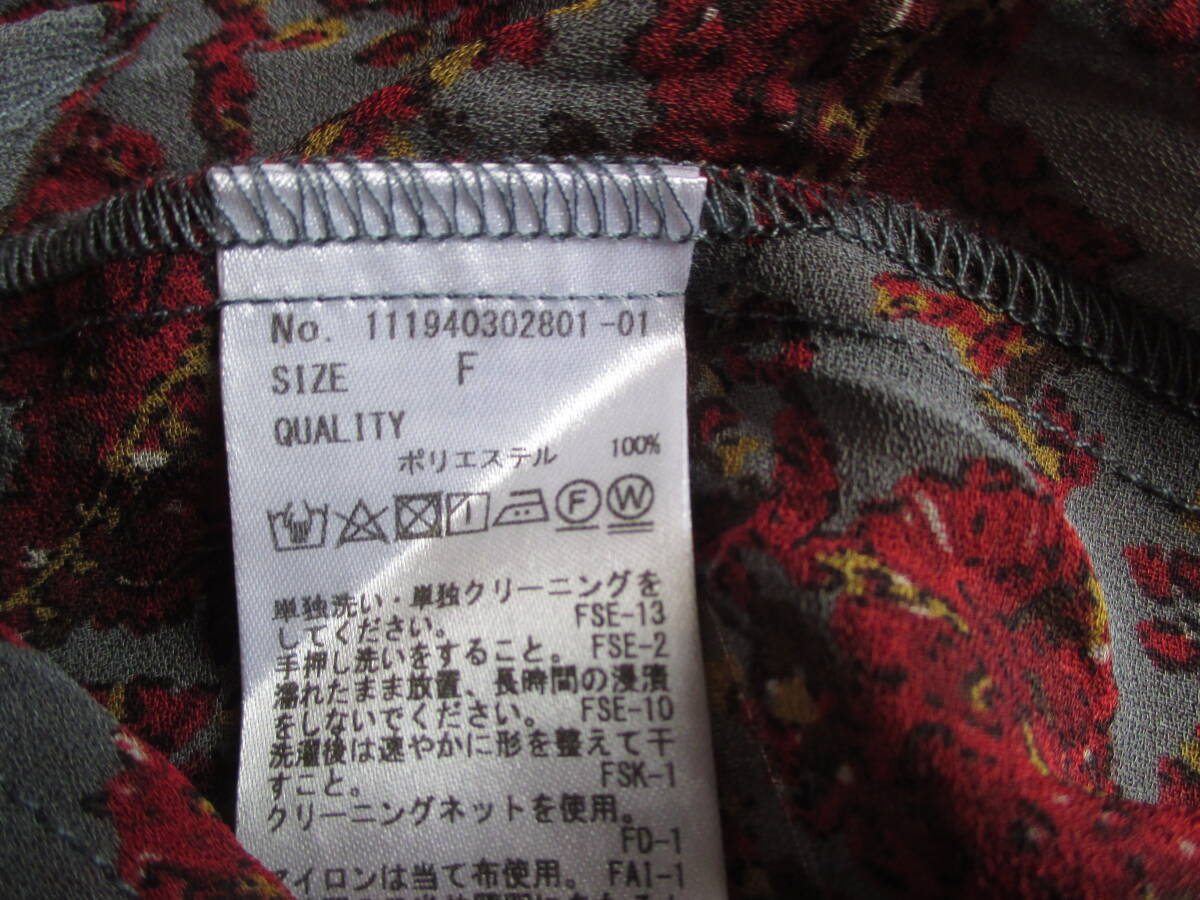 No. 111940302801-01
SIZE F
QUALITY
ポリエステル 100%
F W
単独洗い・単独クリーニングを
してください。 FSE-13
手押し洗いをすること。 FSE-2
濡れたまま放置、長時間の浸漬
をしないでください。 FSE-10
洗濯後は速やかに形を整えて干
すこと。 FSK-1
クリーニングネットを使用。
FD-1
アイロンは当て布使用。 FAI-1